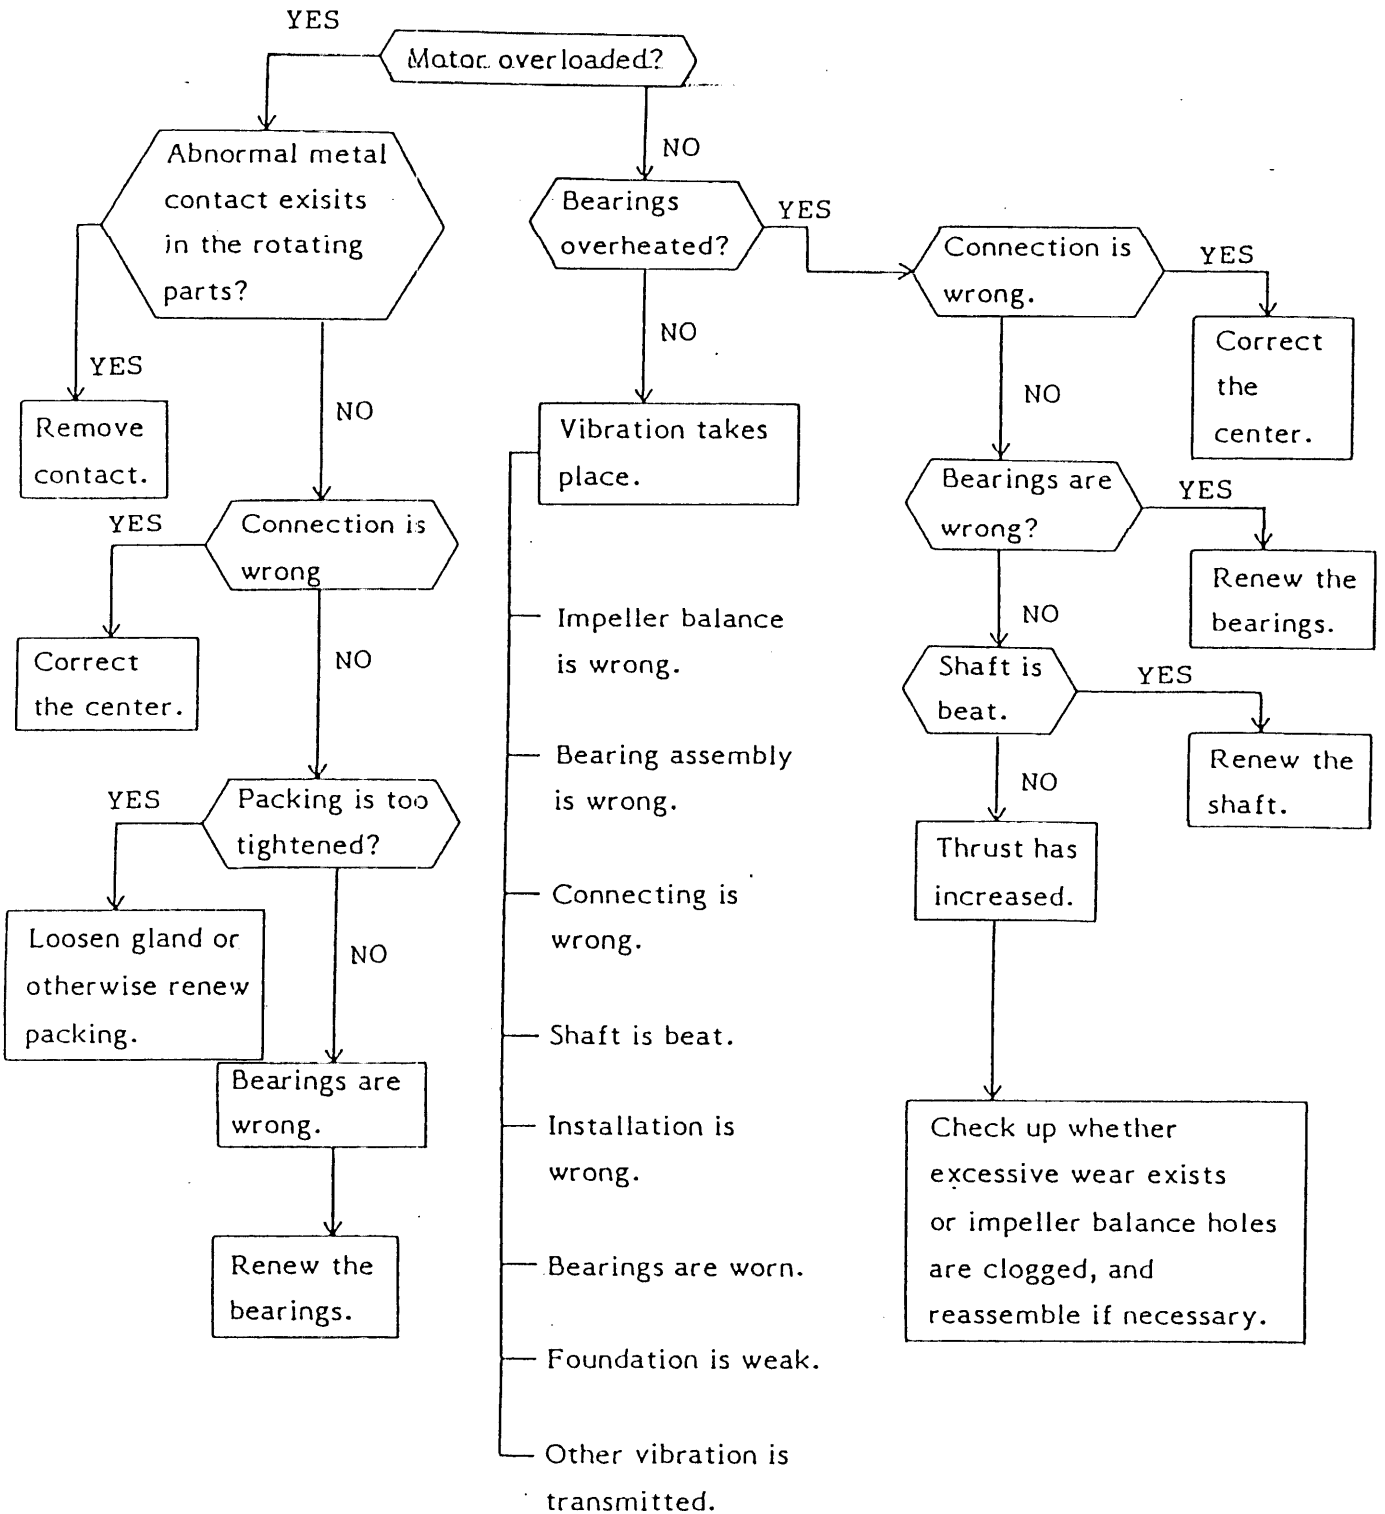 YES
Motor overloaded?
Abnormal metal
contact exisits
in the rotating
parts?
YES
Remove
contact.
NO
YES
Connection is
wrong
Correct
the center.
NO
YES
Packing is too
tightened?
Loosen gland or
otherwise renew
packing.
NO
Bearings are
wrong.
Renew the
bearings.
NO
Bearings
overheated?
NO
Vibration takes
place.
Impeller balance
is wrong.
Bearing assembly
is wrong.
Connecting is
wrong.
Shaft is beat.
Installation is
wrong.
Bearings are worn.
Foundation is weak.
Other vibration is
transmitted.
YES
Connection is
wrong.
YES
Correct
the
center.
NO
Bearings are
wrong?
YES
Renew the
bearings.
NO
Shaft is
beat.
YES
Renew the
shaft.
NO
Thrust has
increased.
Check up whether
excessive wear exists
or impeller balance holes
are clogged, and
reassemble if necessary.